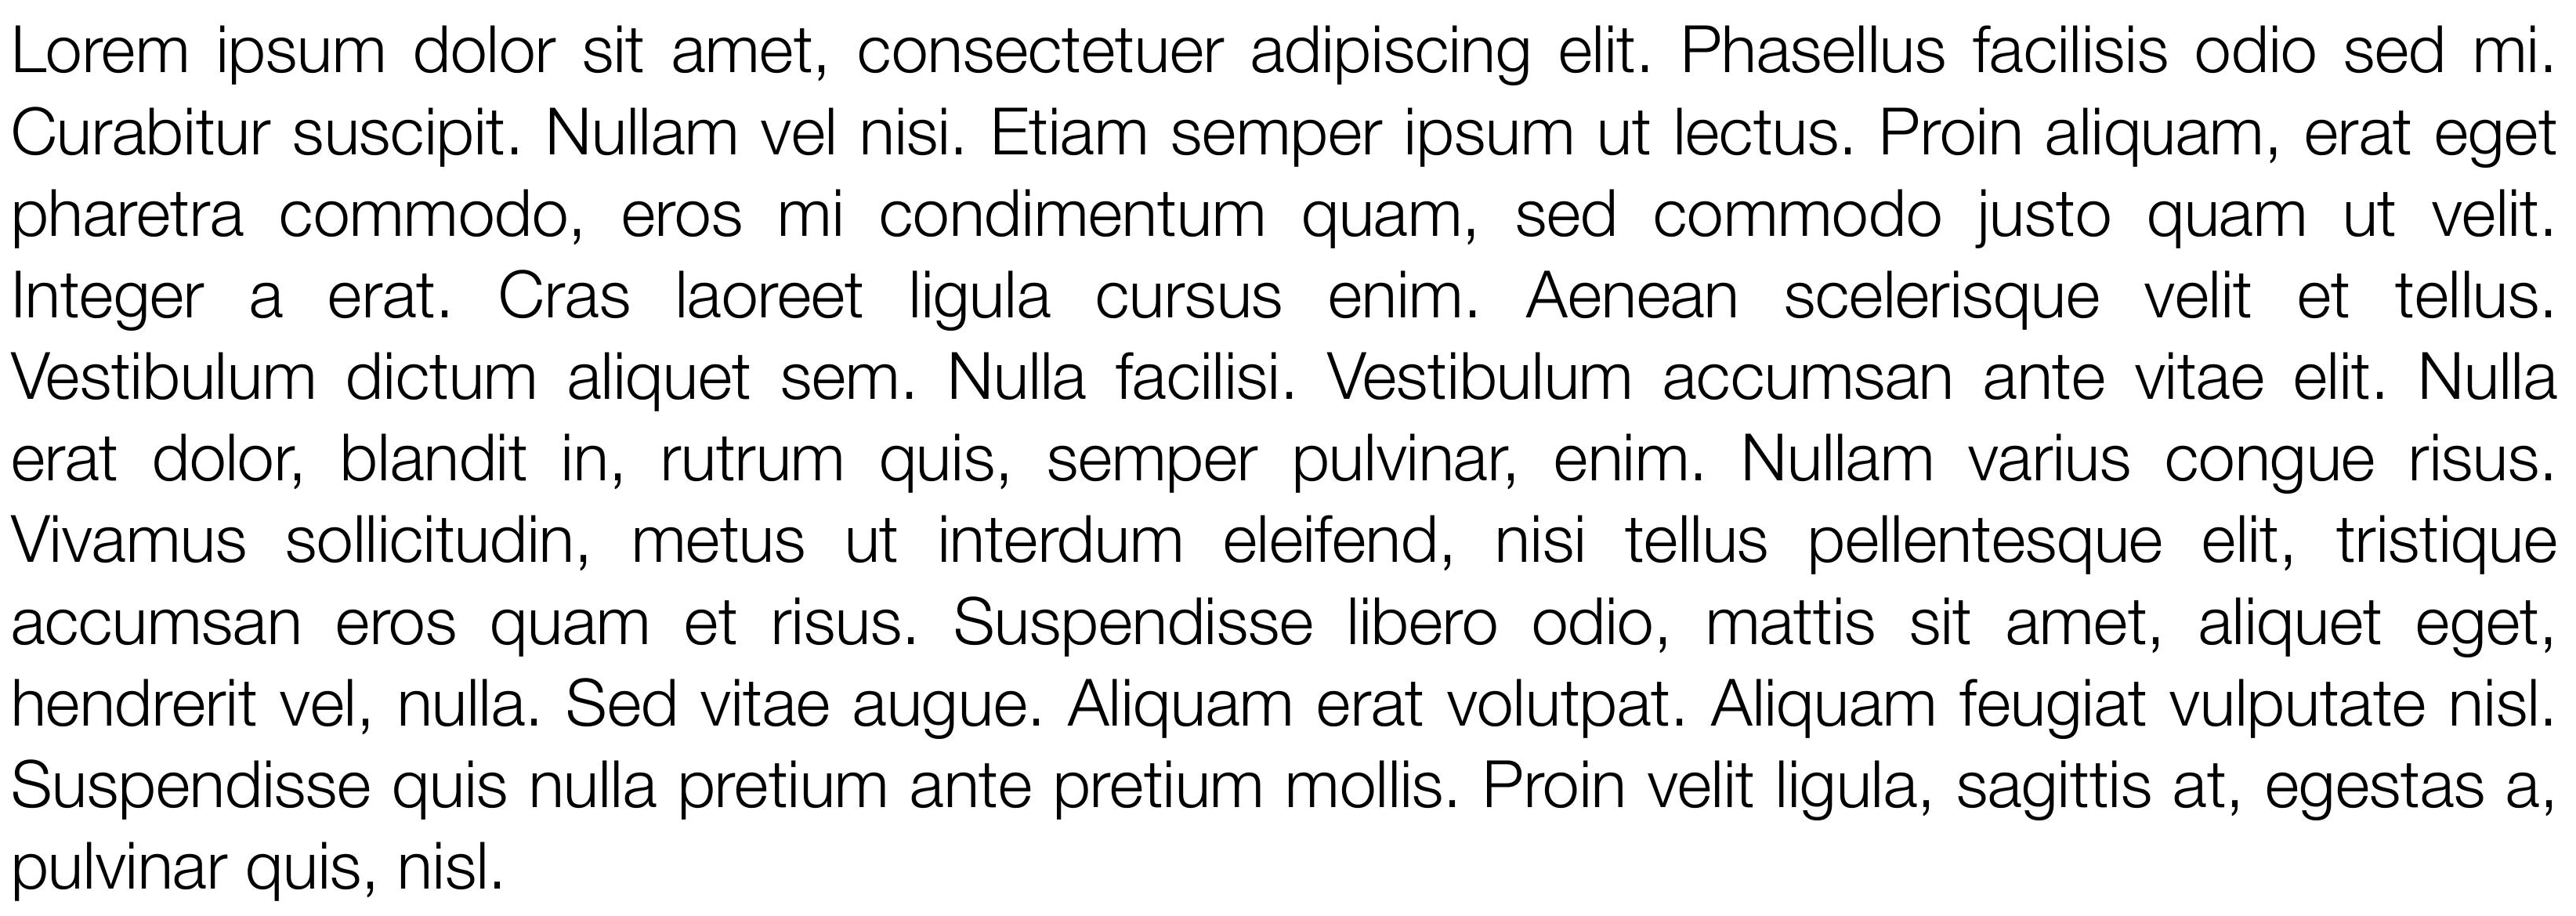 Lorem ipsum dolor sit amet, consectetuer adipiscing elit. Phasellus facilisis odio sed mi.
Curabitur suscipit. Nullam vel nisi. Etiam semper ipsum ut lectus. Proin aliquam, erat eget
pharetra commodo, eros mi condimentum quam, sed commodo justo quam ut velit.
Integer a erat. Cras laoreet ligula cursus enim. Aenean scelerisque velit et tellus.
Vestibulum dictum aliquet sem. Nulla facilisi. Vestibulum accumsan ante vitae elit. Nulla
erat dolor, blandit in, rutrum quis, semper pulvinar, enim. Nullam varius congue risus.
Vivamus sollicitudin, metus ut interdum eleifend, nisi tellus pellentesque elit, tristique
accumsan eros quam et risus. Suspendisse libero odio, mattis sit amet, aliquet eget,
hendrerit vel, nulla. Sed vitae augue. Aliquam erat volutpat. Aliquam feugiat vulputate nisl.
Suspendisse quis nulla pretium ante pretium mollis. Proin velit ligula, sagittis at, egestas a,
pulvinar quis, nisl.